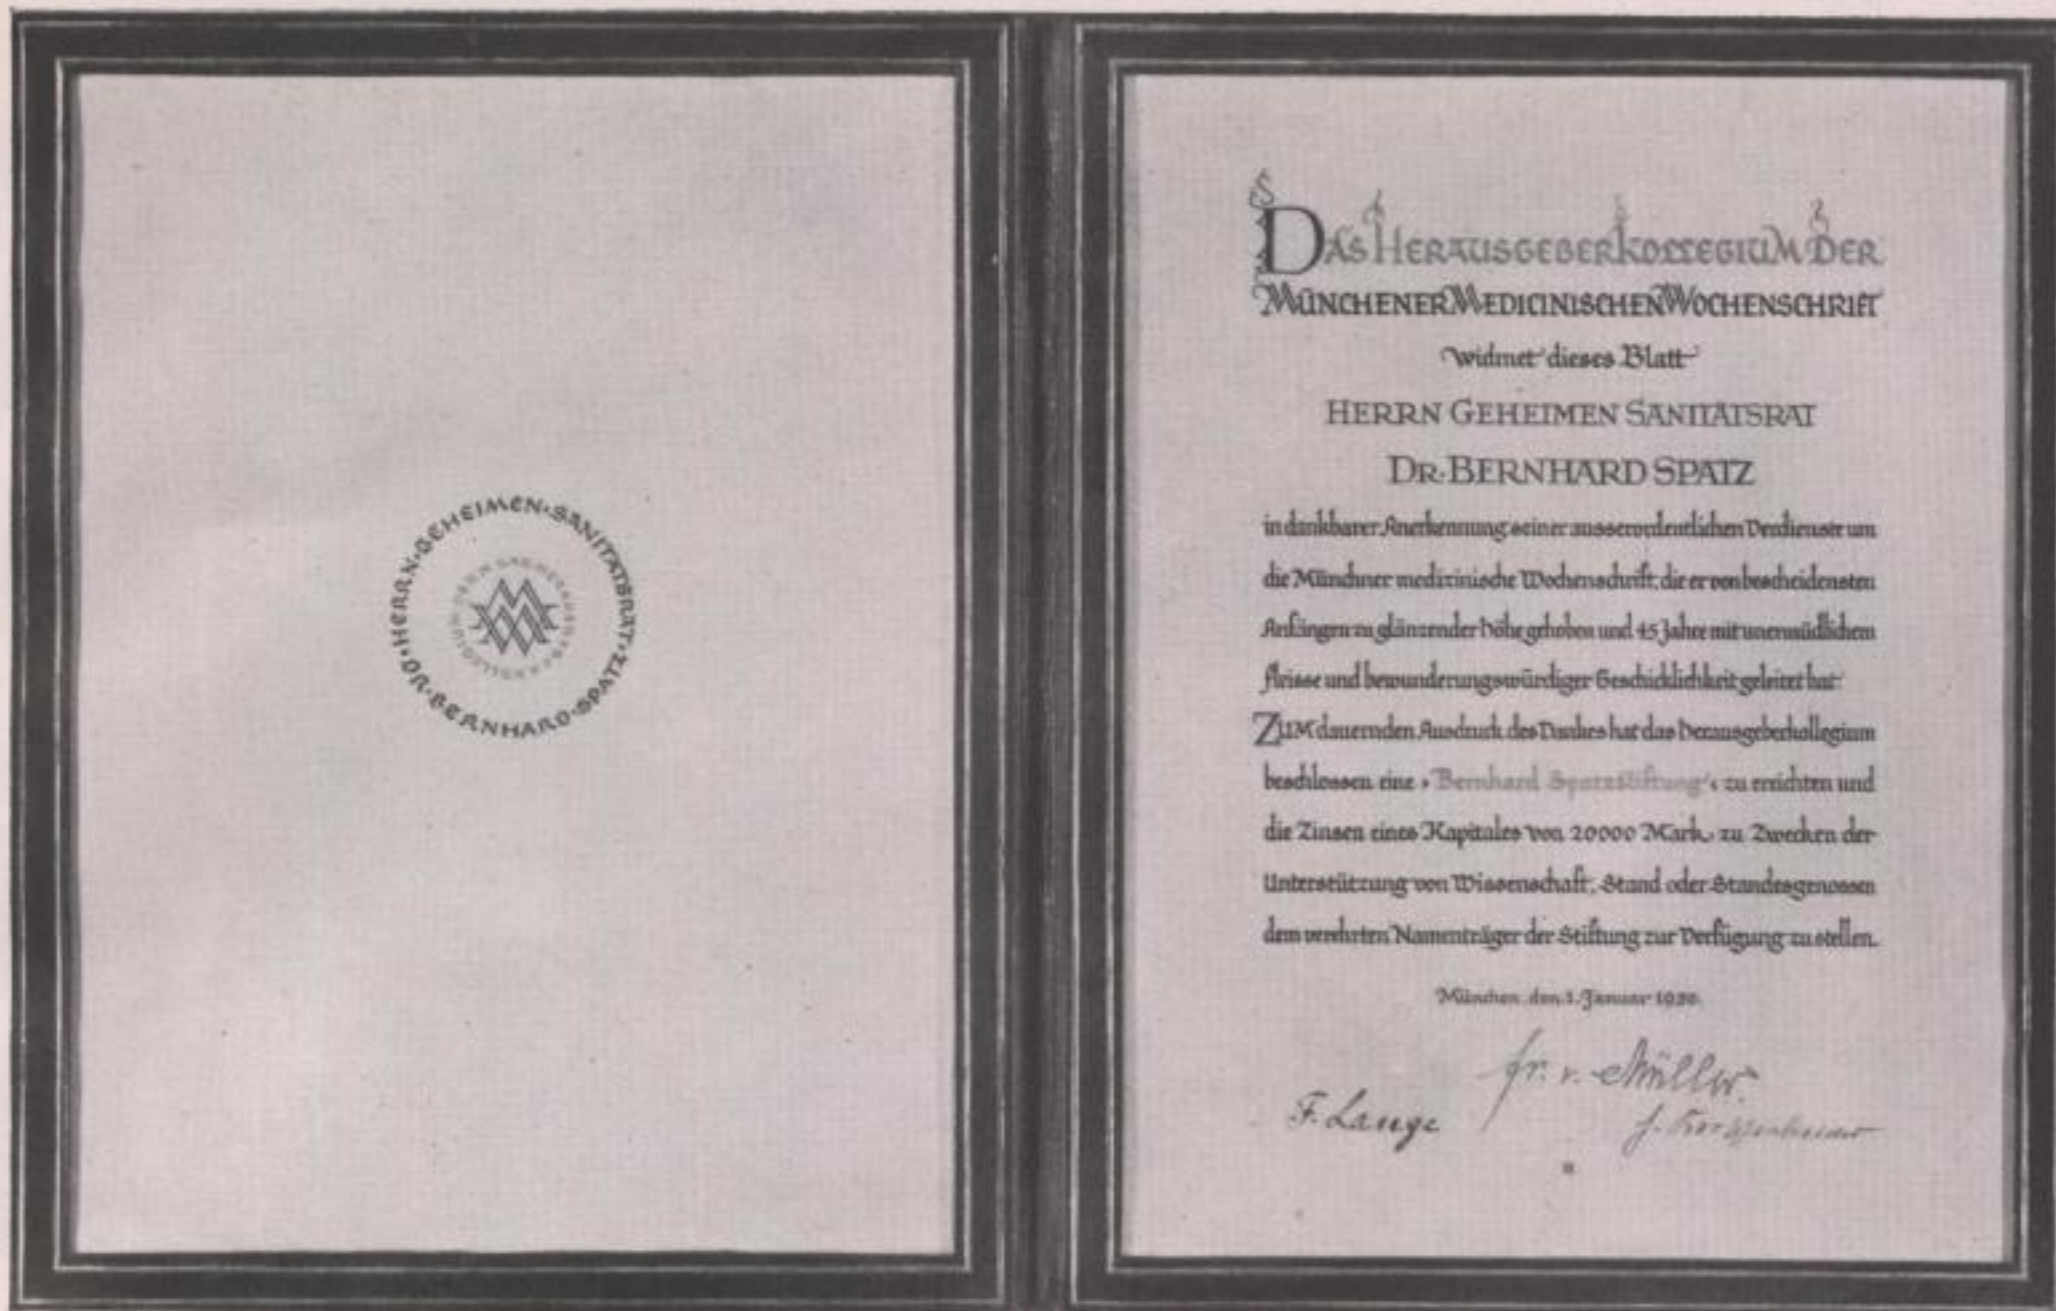 HERRN·GEHEIMEN·SANITÄTSRAT·
DR·BERNHARD·SPATZ·
DAS HERAUSGEBERKOLLEGIUM DER
MÜNCHENER MEDICINISCHEN WOCHENSCHRIFT
widmet dieses Blatt
HERRN GEHEIMEN SANITÄTSRAT
DR·BERNHARD SPATZ
in dankbarer Anerkennung seiner ausserordentlichen Verdienste um
die Münchner medizinische Wochenschrift, die er von bescheidensten
Anfängen zu glänzender Höhe gehoben und 45 Jahre mit unermüdlichem
Fleisse und bewunderungswürdiger Geschicklichkeit geleitet hat.
ZUM dauernden Ausdruck des Dankes hat das Herausgeberkollegium
beschlossen eine »Bernhard Spatzstiftung« zu errichten und
die Zinsen eines Kapitales von 20000 Mark zu Zwecken der
Unterstützung von Wissenschaft, Stand oder Standesgenossen
dem verehrten Namenträger der Stiftung zur Verfügung zu stellen.
München, den 1. Januar 1930.
Fr. v. Müller.
F. Lange